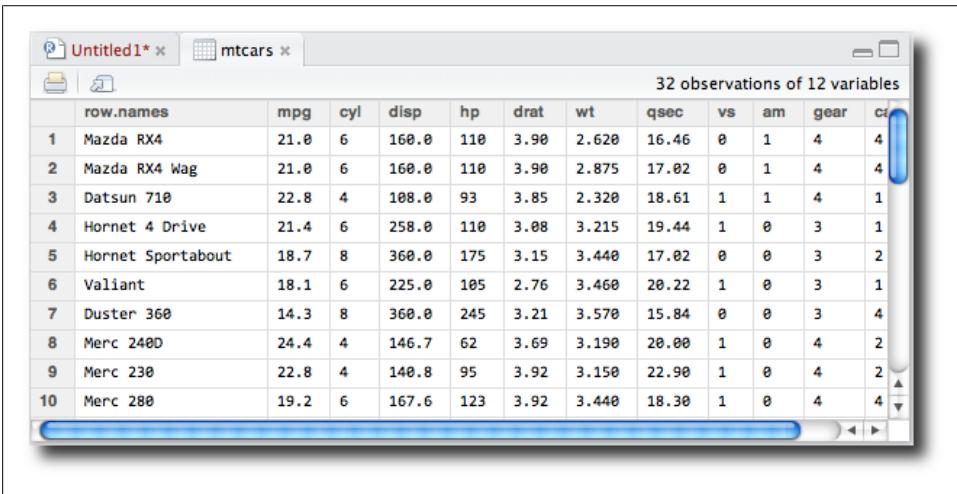 Untitled1* × mtcars ×
32 observations of 12 variables
row.names mpg cyl disp hp drat wt qsec vs am gear
1 Mazda RX4 21.0 6 160.0 110 3.90 2.620 16.46 0 1 4 4
2 Mazda RX4 Wag 21.0 6 160.0 110 3.90 2.875 17.02 0 1 4 4
3 Datsun 710 22.8 4 108.0 93 3.85 2.320 18.61 1 1 4 1
4 Hornet 4 Drive 21.4 6 258.0 110 3.08 3.215 19.44 1 0 3 1
5 Hornet Sportabout 18.7 8 360.0 175 3.15 3.440 17.02 0 0 3 2
6 Valiant 18.1 6 225.0 105 2.76 3.460 20.22 1 0 3 1
7 Duster 360 14.3 8 360.0 245 3.21 3.570 15.84 0 0 3 4
8 Merc 240D 24.4 4 146.7 62 3.69 3.190 20.00 1 0 4 2
9 Merc 230 22.8 4 140.8 95 3.92 3.150 22.90 1 0 4 2
10 Merc 280 19.2 6 167.6 123 3.92 3.440 18.30 1 0 4 4